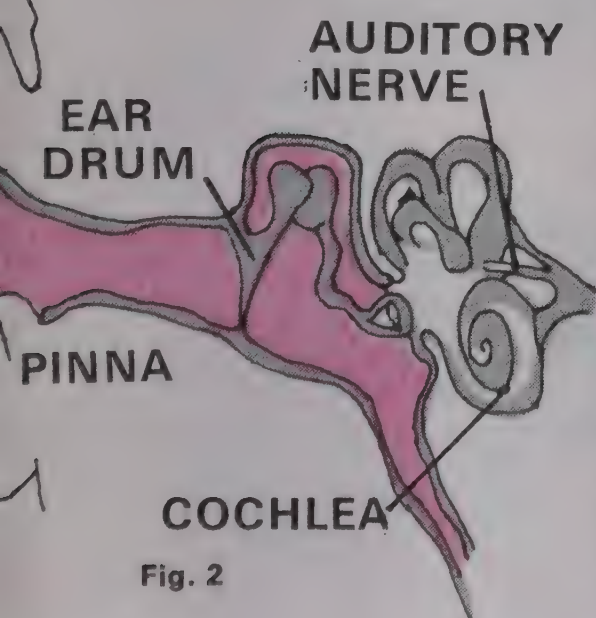 AUDITORY
NERVE
EAR
DRUM
PINNA
COCHLEA
Fig. 2